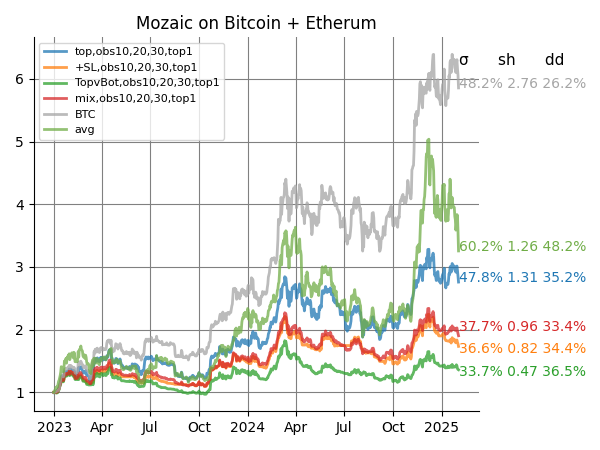 Mozaic on Bitcoin + Etherum
top,obs10,20,30,top1
+SL,obs10,20,30,top1
TopvBot,obs10,20,30,top1
mix,obs10,20,30,top1
BTC
avg
σ sh dd
48.2% 2.76 26.2%
60.2% 1.26 48.2%
47.8% 1.31 35.2%
37.7% 0.96 33.4%
36.6% 0.82 34.4%
33.7% 0.47 36.5%
6
5
4
3
2
1
2023 Apr Jul Oct 2024 Apr Jul Oct 2025